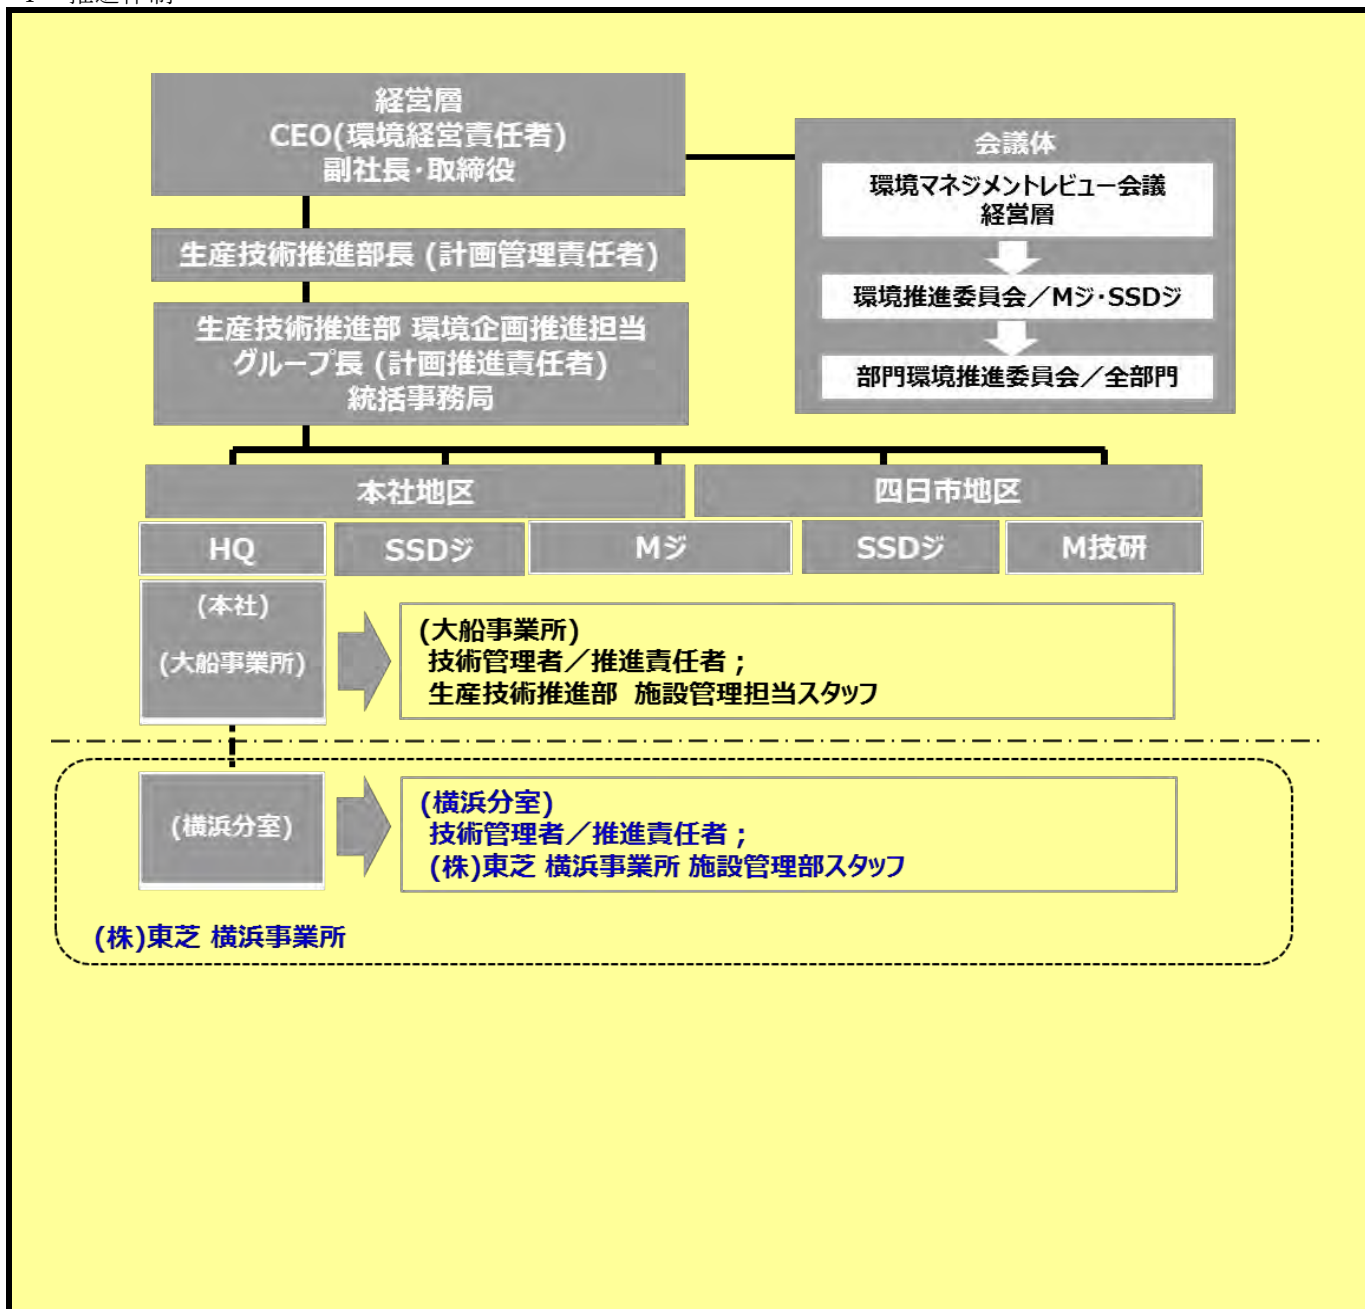 経営層
CEO(環境経営責任者)
副社長・取締役
会議体
環境マネジメントレビュー会議
経営層
環境推進委員会／Mジ・SSDジ
部門環境推進委員会／全部門
生産技術推進部長 (計画管理責任者)
生産技術推進部 環境企画推進担当
グループ長 (計画推進責任者)
統括事務局
本社地区
四日市地区
HQ
SSDジ
Mジ
SSDジ
M技研
(本社)
(大船事業所)
(大船事業所)
技術管理者／推進責任者；
生産技術推進部 施設管理担当スタッフ
(横浜分室)
(横浜分室)
技術管理者／推進責任者；
(株)東芝 横浜事業所 施設管理部スタッフ
(株)東芝 横浜事業所